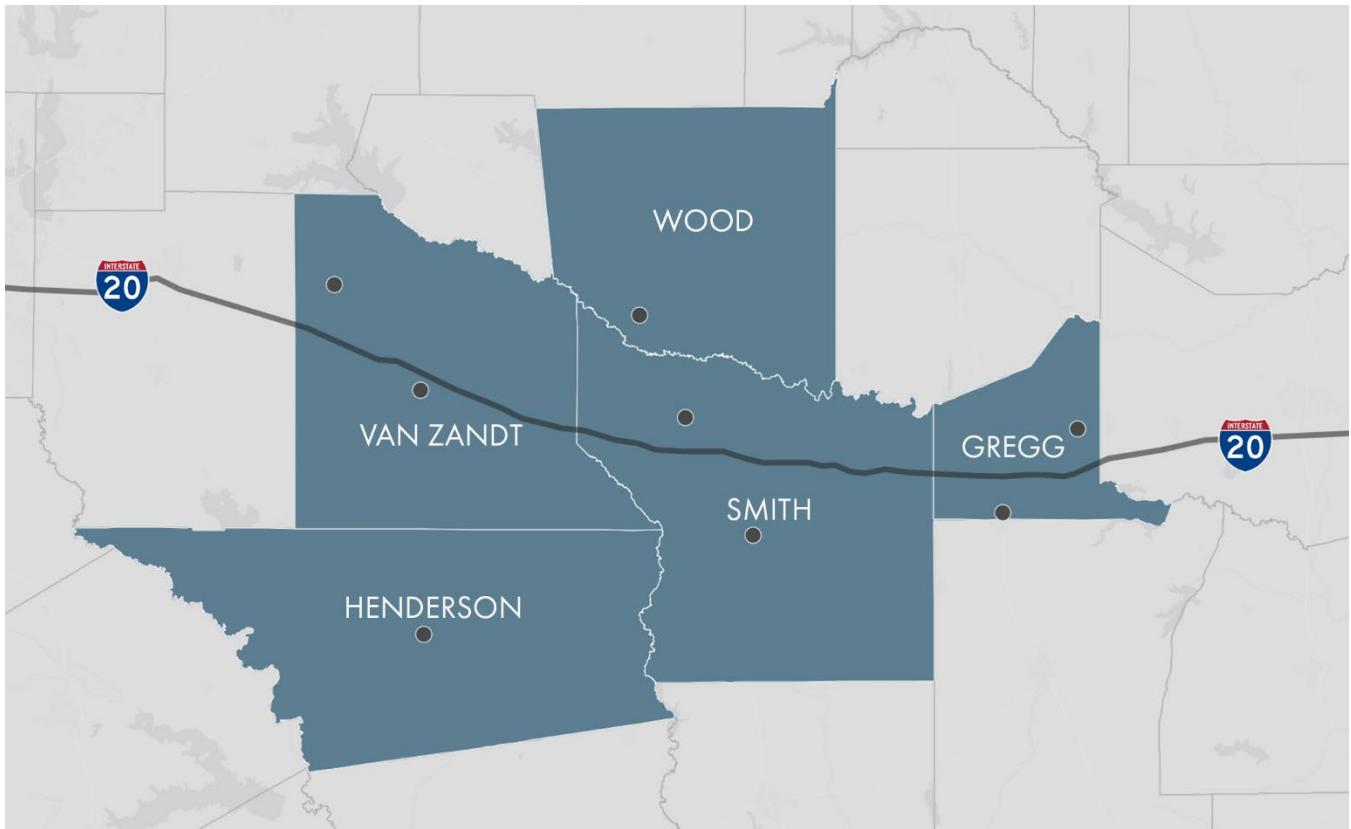 WOOD
INTERSTATE
20
VAN ZANDT
INTERSTATE
20
GREGG
SMITH
HENDERSON